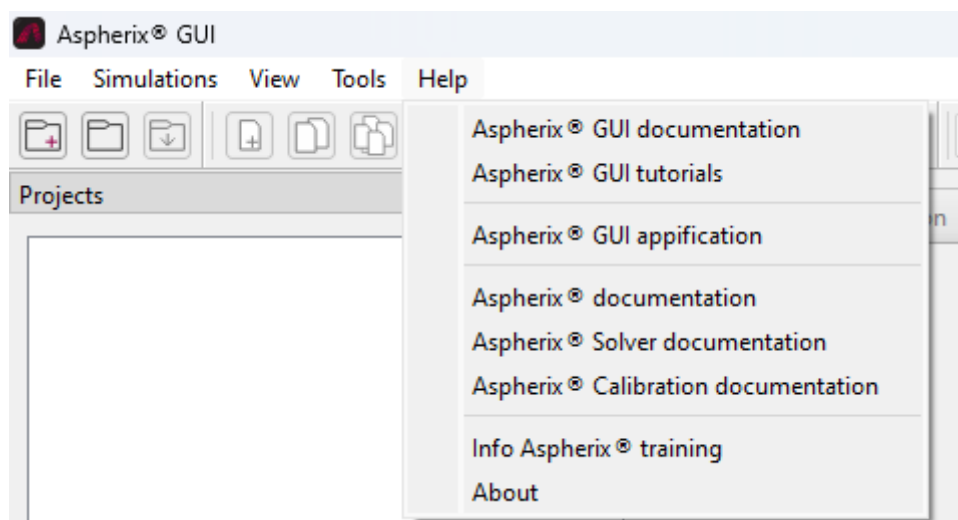 Aspherix® GUI
File Simulations View Tools Help
Projects
Aspherix® GUI documentation
Aspherix® GUI tutorials
Aspherix® GUI appification
Aspherix® documentation
Aspherix® Solver documentation
Aspherix® Calibration documentation
Info Aspherix® training
About